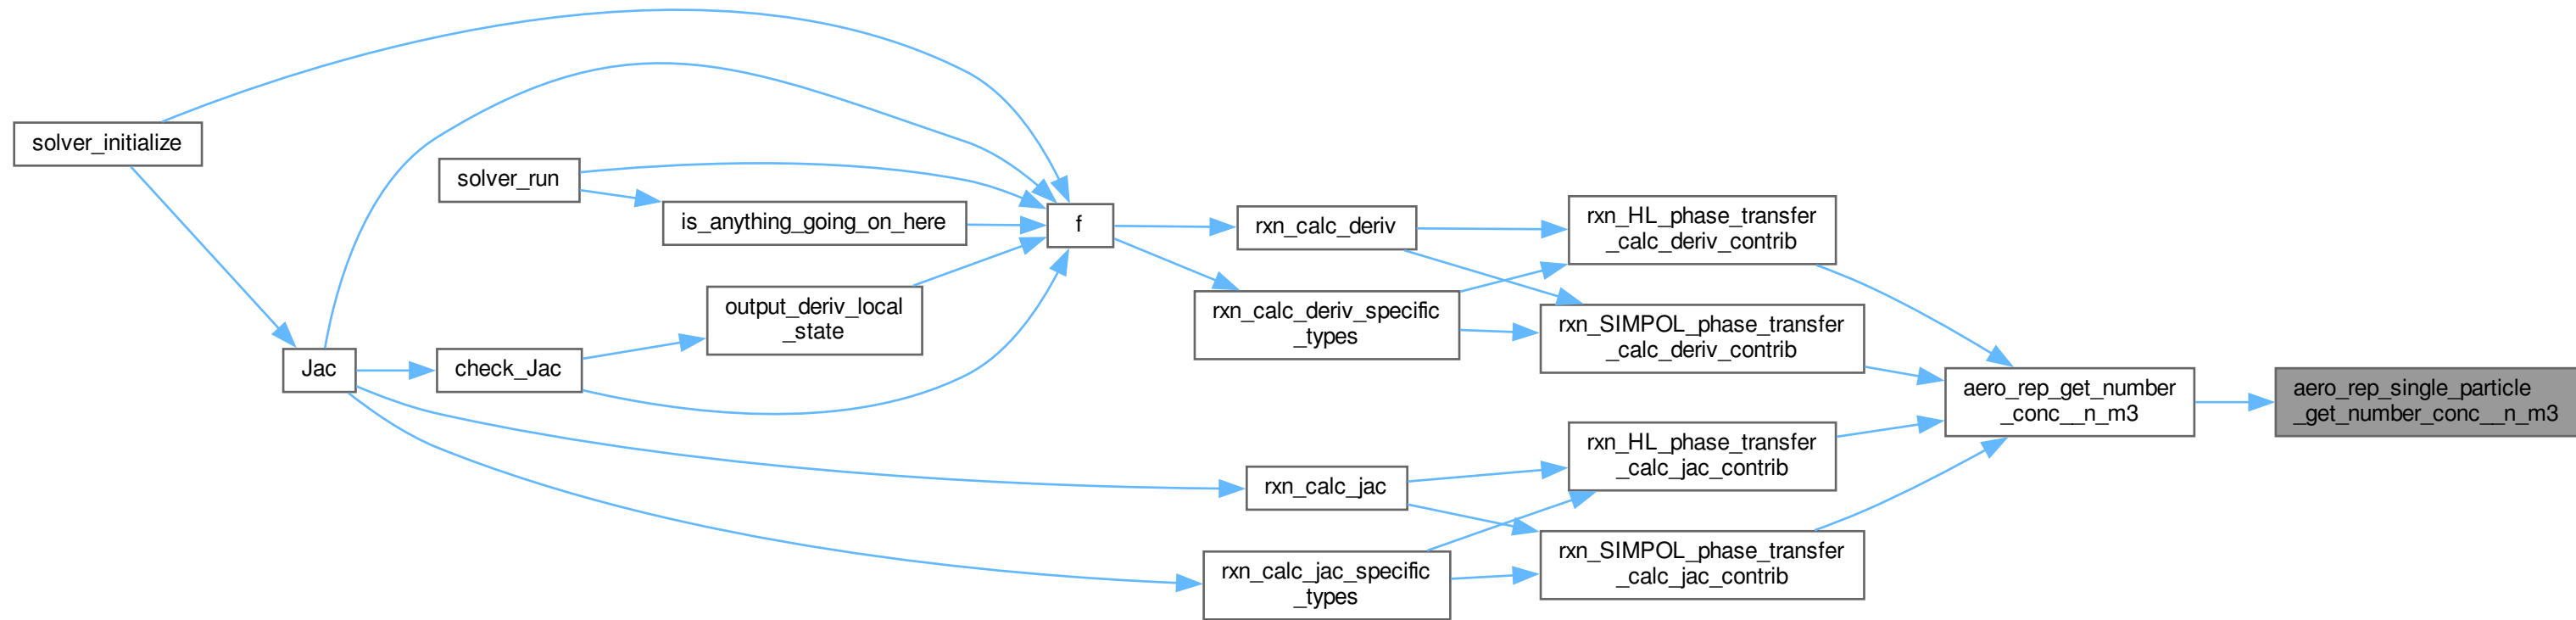 solver_initialize
solver_run
is_anything_going_on_here
f
output_deriv_local
_state
Jac
check_Jac
rxn_calc_deriv
rxn_calc_deriv_specific
_types
rxn_calc_jac
rxn_calc_jac_specific
_types
rxn_HL_phase_transfer
_calc_deriv_contrib
rxn_SIMPOL_phase_transfer
_calc_deriv_contrib
rxn_HL_phase_transfer
_calc_jac_contrib
rxn_SIMPOL_phase_transfer
_calc_jac_contrib
aero_rep_get_number
_conc__n_m3
aero_rep_single_particle
_get_number_conc__n_m3